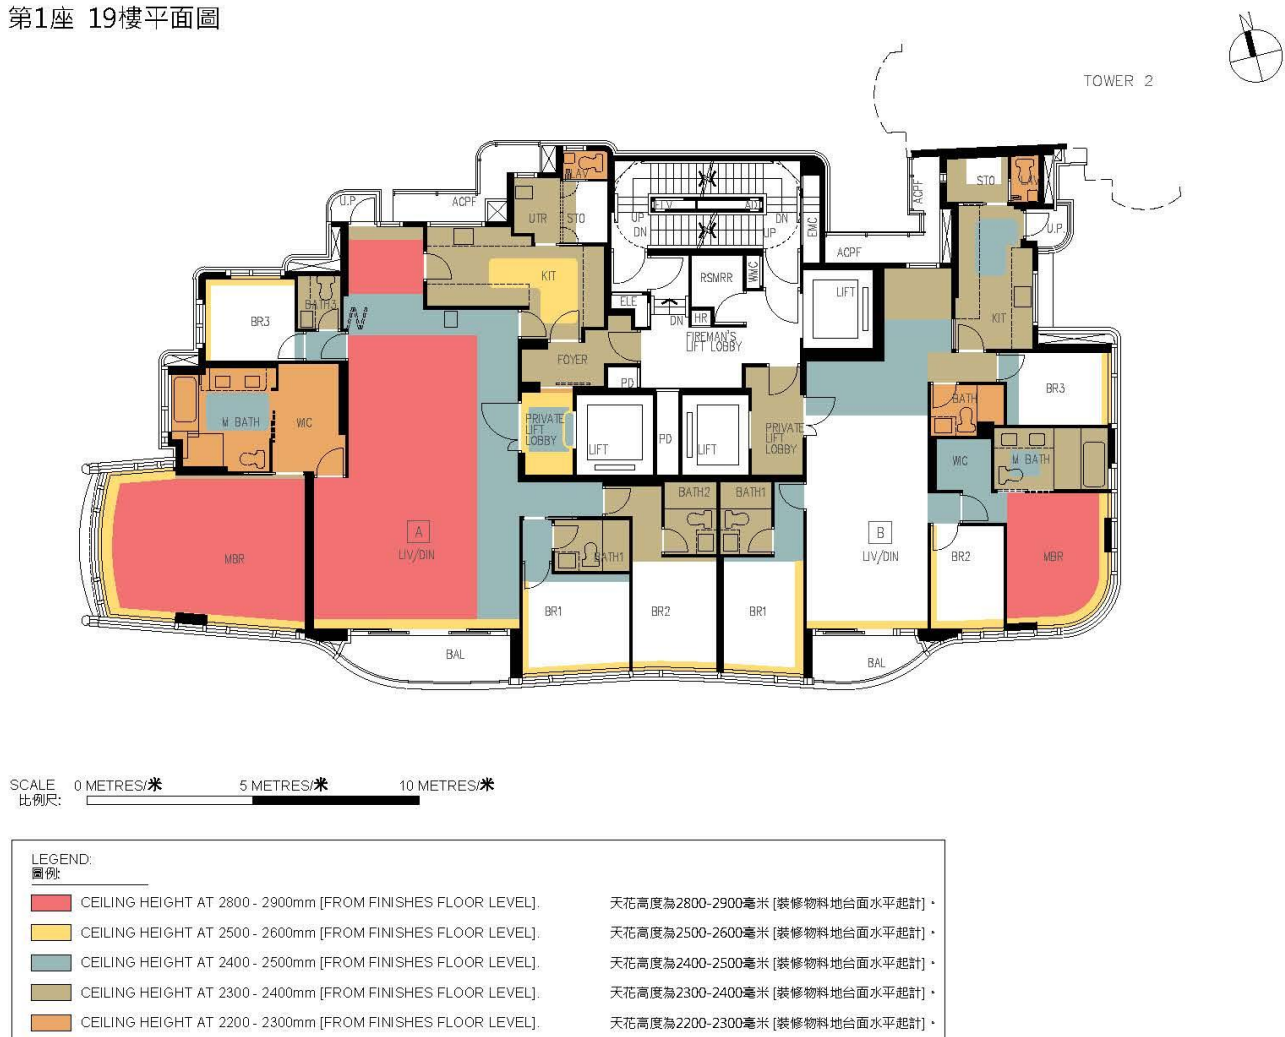 第1座 19樓平面圖
TOWER 2
U.P
ACPF
LAV
UTR
STO
UP
DN
ELV
AD
DN
UP
EMC
ACPF
ACPF
STO
LAV
U.P.
KIT
RSMRR
WMC
LIFT
BR3
BATH3
ELE
DN
HR
FIREMAN'S
LIFT LOBBY
KIT
FOYER
PD
BR3
M BATH
WIC
PRIVATE
LIFT
LOBBY
LIFT
PD
LIFT
PRIVATE
LIFT
LOBBY
BATH
WIC
M BATH
BATH2
BATH1
A
LIV/DIN
MBR
BATH1
B
LIV/DIN
BR2
MBR
BR1
BR2
BR1
BAL
BAL
SCALE 0 METRES/米 5 METRES/米 10 METRES/米
比例尺:
LEGEND:
圖例:
CEILING HEIGHT AT 2800 - 2900mm [FROM FINISHES FLOOR LEVEL]. 天花高度為2800-2900毫米 [裝修物料地台面水平起計]。
CEILING HEIGHT AT 2500 - 2600mm [FROM FINISHES FLOOR LEVEL]. 天花高度為2500-2600毫米 [裝修物料地台面水平起計]。
CEILING HEIGHT AT 2400 - 2500mm [FROM FINISHES FLOOR LEVEL]. 天花高度為2400-2500毫米 [裝修物料地台面水平起計]。
CEILING HEIGHT AT 2300 - 2400mm [FROM FINISHES FLOOR LEVEL]. 天花高度為2300-2400毫米 [裝修物料地台面水平起計]。
CEILING HEIGHT AT 2200 - 2300mm [FROM FINISHES FLOOR LEVEL]. 天花高度為2200-2300毫米 [裝修物料地台面水平起計]。